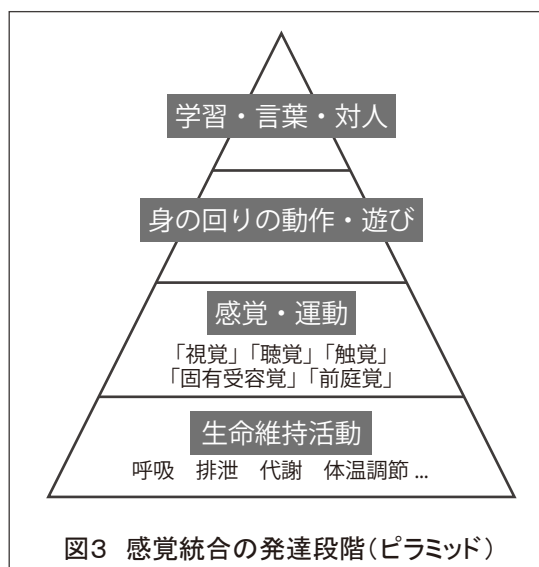 学習・言葉・対人
身の回りの動作・遊び
感覚・運動
「視覚」「聴覚」「触覚」
「固有受容覚」「前庭覚」
生命維持活動
呼吸　排泄　代謝　体温調節...
図3　感覚統合の発達段階（ピラミッド）